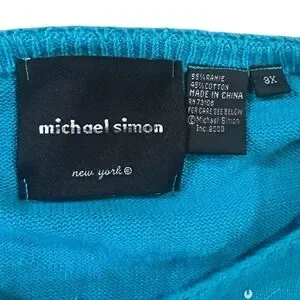 michael simon
new york©
55% RAMIE
45% COTTON
MADE IN CHINA
RN 73108
FOR CARE SEE BELOW
©Michael Simon
Inc. 2000
3X